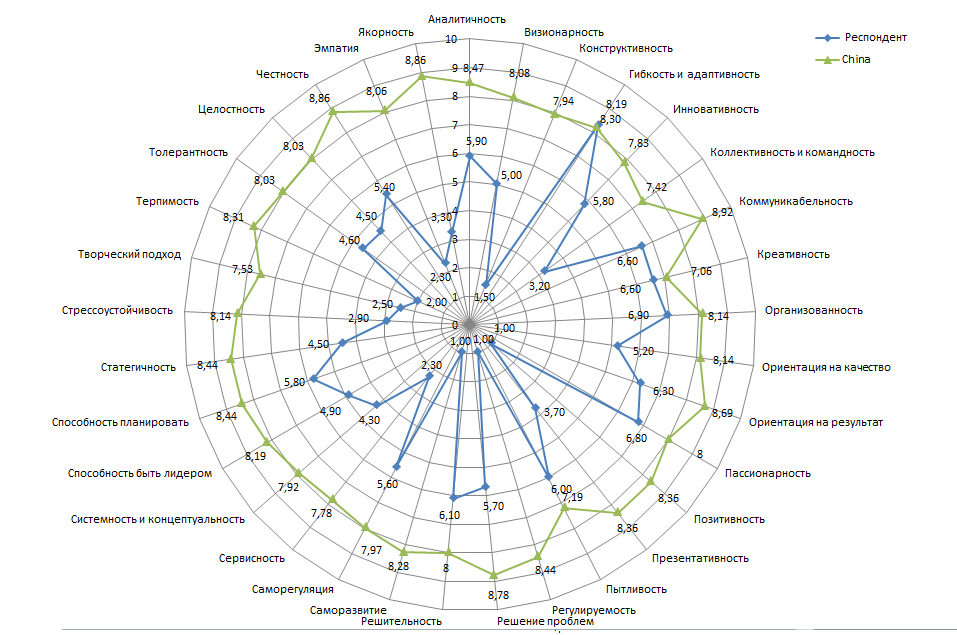 Аналитичность
Якорность
Визионарность
Эмпатия
Конструктивность
Честность
Гибкость и адаптивность
Целостность
Инновативность
Толерантность
Коллективность и командность
Терпимость
Коммуникабельность
Творческий подход
Креативность
Стрессоустойчивость
Организованность
Статегичность
Ориентация на качество
Способность планировать
Ориентация на результат
Способность быть лидером
Пассионарность
Системность и концептуальность
Позитивность
Сервисность
Презентативность
Саморегуляция
Пытливость
Саморазвитие
Регулируемость
Решительность
Решение проблем
Респондент
China
10
9
8
7
6
5
4
3
2
1
0
8,47
8,08
7,94
8,19
8,30
7,83
7,42
8,92
7,06
8,14
8,14
8,69
8
8,36
8,36
7,19
8,44
8,78
8
8,28
7,97
7,78
7,92
8,19
8,44
8,44
8,14
7,53
8,31
8,03
8,03
8,86
8,06
8,86
5,90
5,00
1,50
5,80
3,20
6,60
6,60
6,90
5,20
6,30
6,80
1,00
3,70
6,00
1,00
5,70
6,10
1,00
5,60
2,30
4,30
4,90
5,80
4,50
2,90
2,50
2,00
4,60
4,50
5,40
2,30
3,30